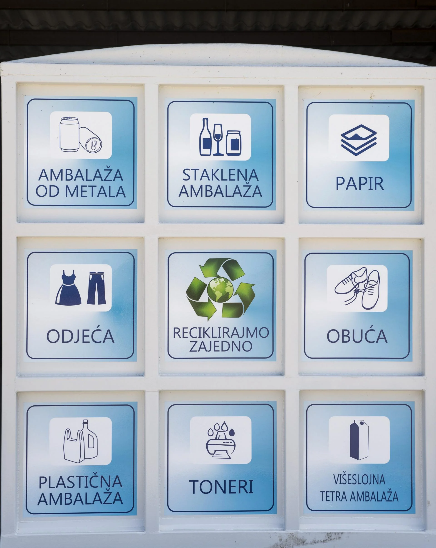 AMBALAŽA
OD METALA
STAKLENA
AMBALAŽA
PAPIR
ODJEĆA
RECIKLIRAJMO
ZAJEDNO
OBUĆA
PLASTIČNA
AMBALAŽA
TONERI
VIŠESLOJNA
TETRA AMBALAŽA